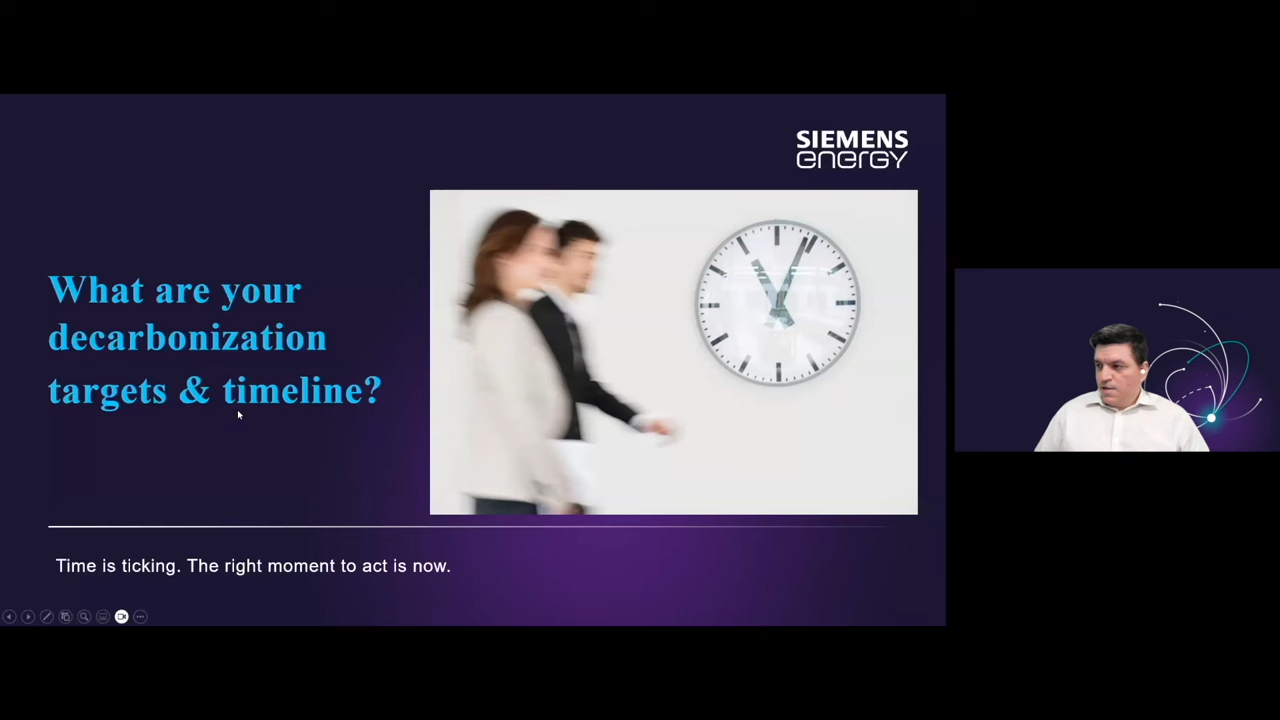 SIEMENS
energy
What are your
decarbonization
targets & timeline?
Time is ticking. The right moment to act is now.